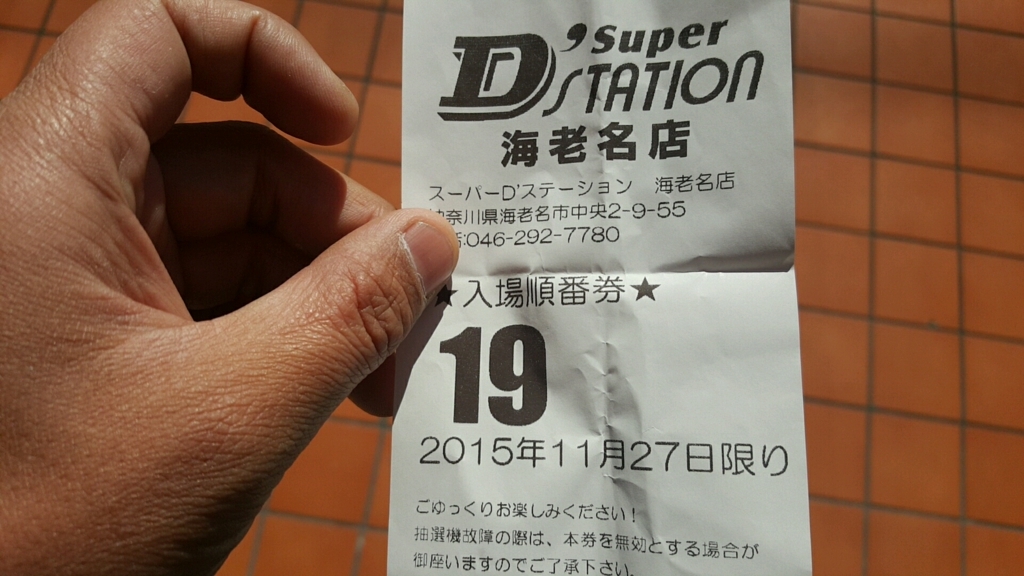 D'Super
STATION
海老名店
スーパーD'ステーション 海老名店
奈川県海老名市中央2-9-55
:046-292-7780
★入場順番券★
19
2015年11月27日限り
ごゆっくりお楽しみください!
抽選機故障の際は、本券を無効とする場合が
御座いますのでご了承下さい。